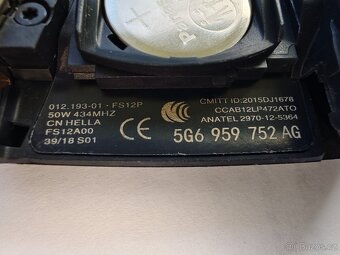 012.193-01 · FS12P
50W 434MHZ
CN HELLA
FS12A00
39/18 S01
CE
CMIIT ID:2015DJ1678
CCAB12LP472ATO
ANATEL 2970-12-5364
5G6 959 752 AG